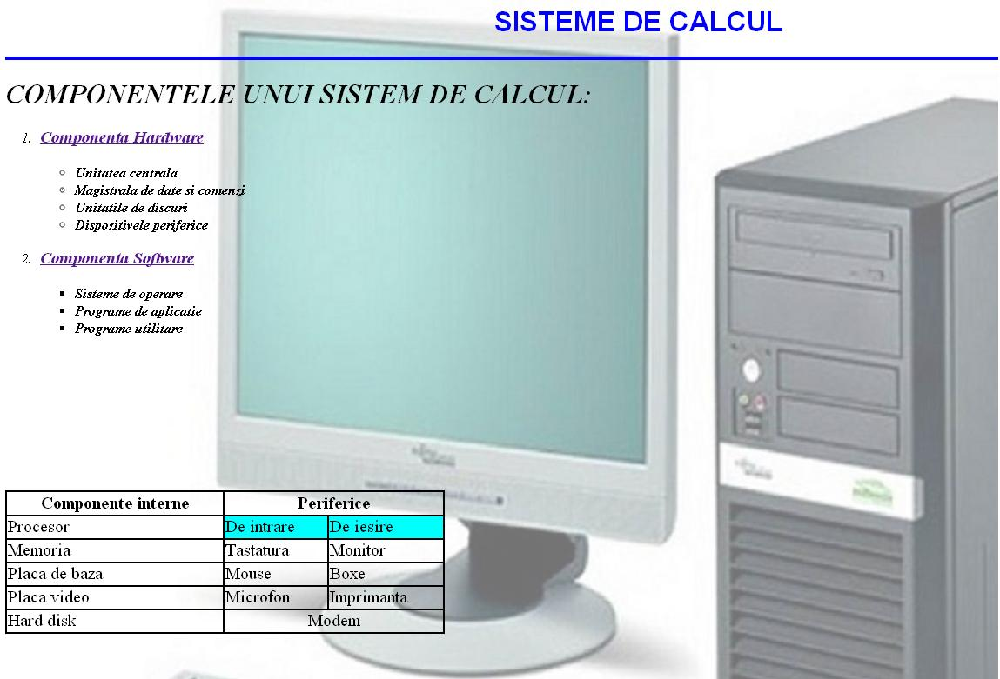 SISTEME DE CALCUL
COMPONENTELE UNUI SISTEM DE CALCUL:
1. Componenta Hardware
Unitatea centrala
Magistrala de date si comenzi
Unitatile de discuri
Dispozitivele periferice
2. Componenta Software
Sisteme de operare
Programe de aplicatie
Programe utilitare
Componente interne Periferice
Procesor De intrare De iesire
Memoria Tastatura Monitor
Placa de baza Mouse Boxe
Placa video Microfon Imprimanta
Hard disk Modem